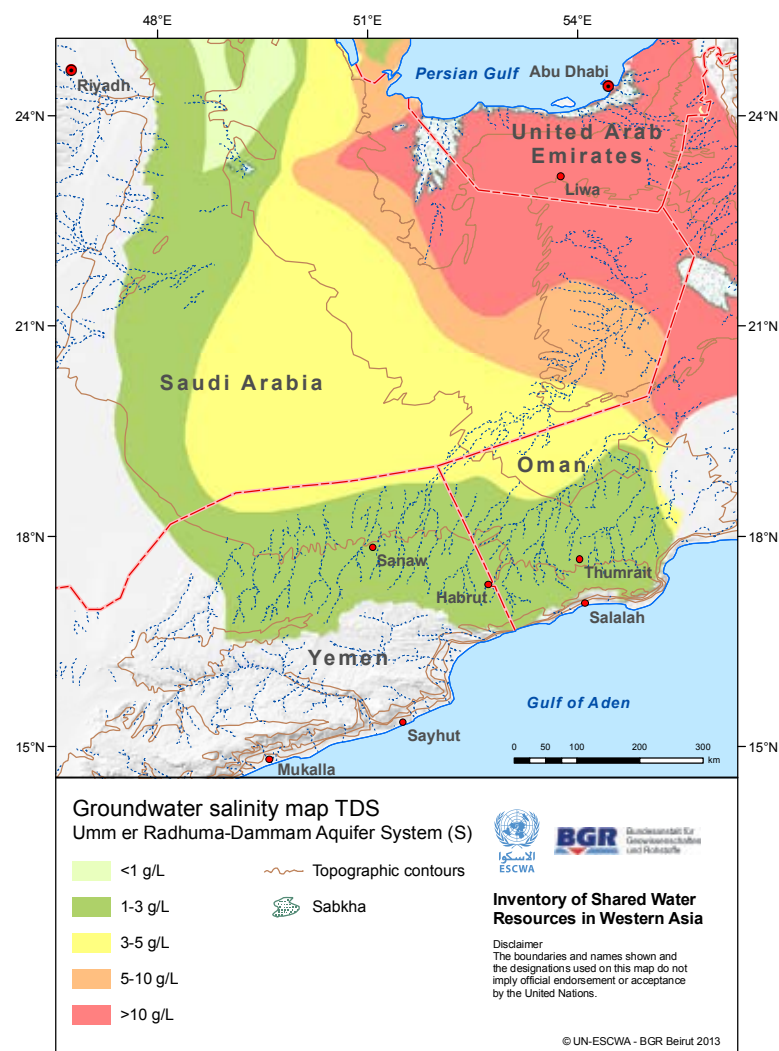 48°E
51°E
54°E
Persian Gulf
Abu Dhabi
Riyadh
24°N
24°N
United Arab
Emirates
Liwa
21°N
21°N
Saudi Arabia
Oman
18°N
18°N
Sanaw
Thumrait
Habrut
Salalah
Yemen
Gulf of Aden
Sayhut
15°N
15°N
0 50 100 200 300
km
Mukalla
Groundwater salinity map TDS
Umm er Radhuma-Dammam Aquifer System (S)
<1 g/L
1-3 g/L
3-5 g/L
5-10 g/L
>10 g/L
Topographic contours
Sabkha
الاسكوا
ESCWA
BGR
Bundesanstalt für
Geowissenschaften
und Rohstoffe
Inventory of Shared Water
Resources in Western Asia
Disclaimer
The boundaries and names shown and
the designations used on this map do not
imply official endorsement or acceptance
by the United Nations.
© UN-ESCWA - BGR Beirut 2013